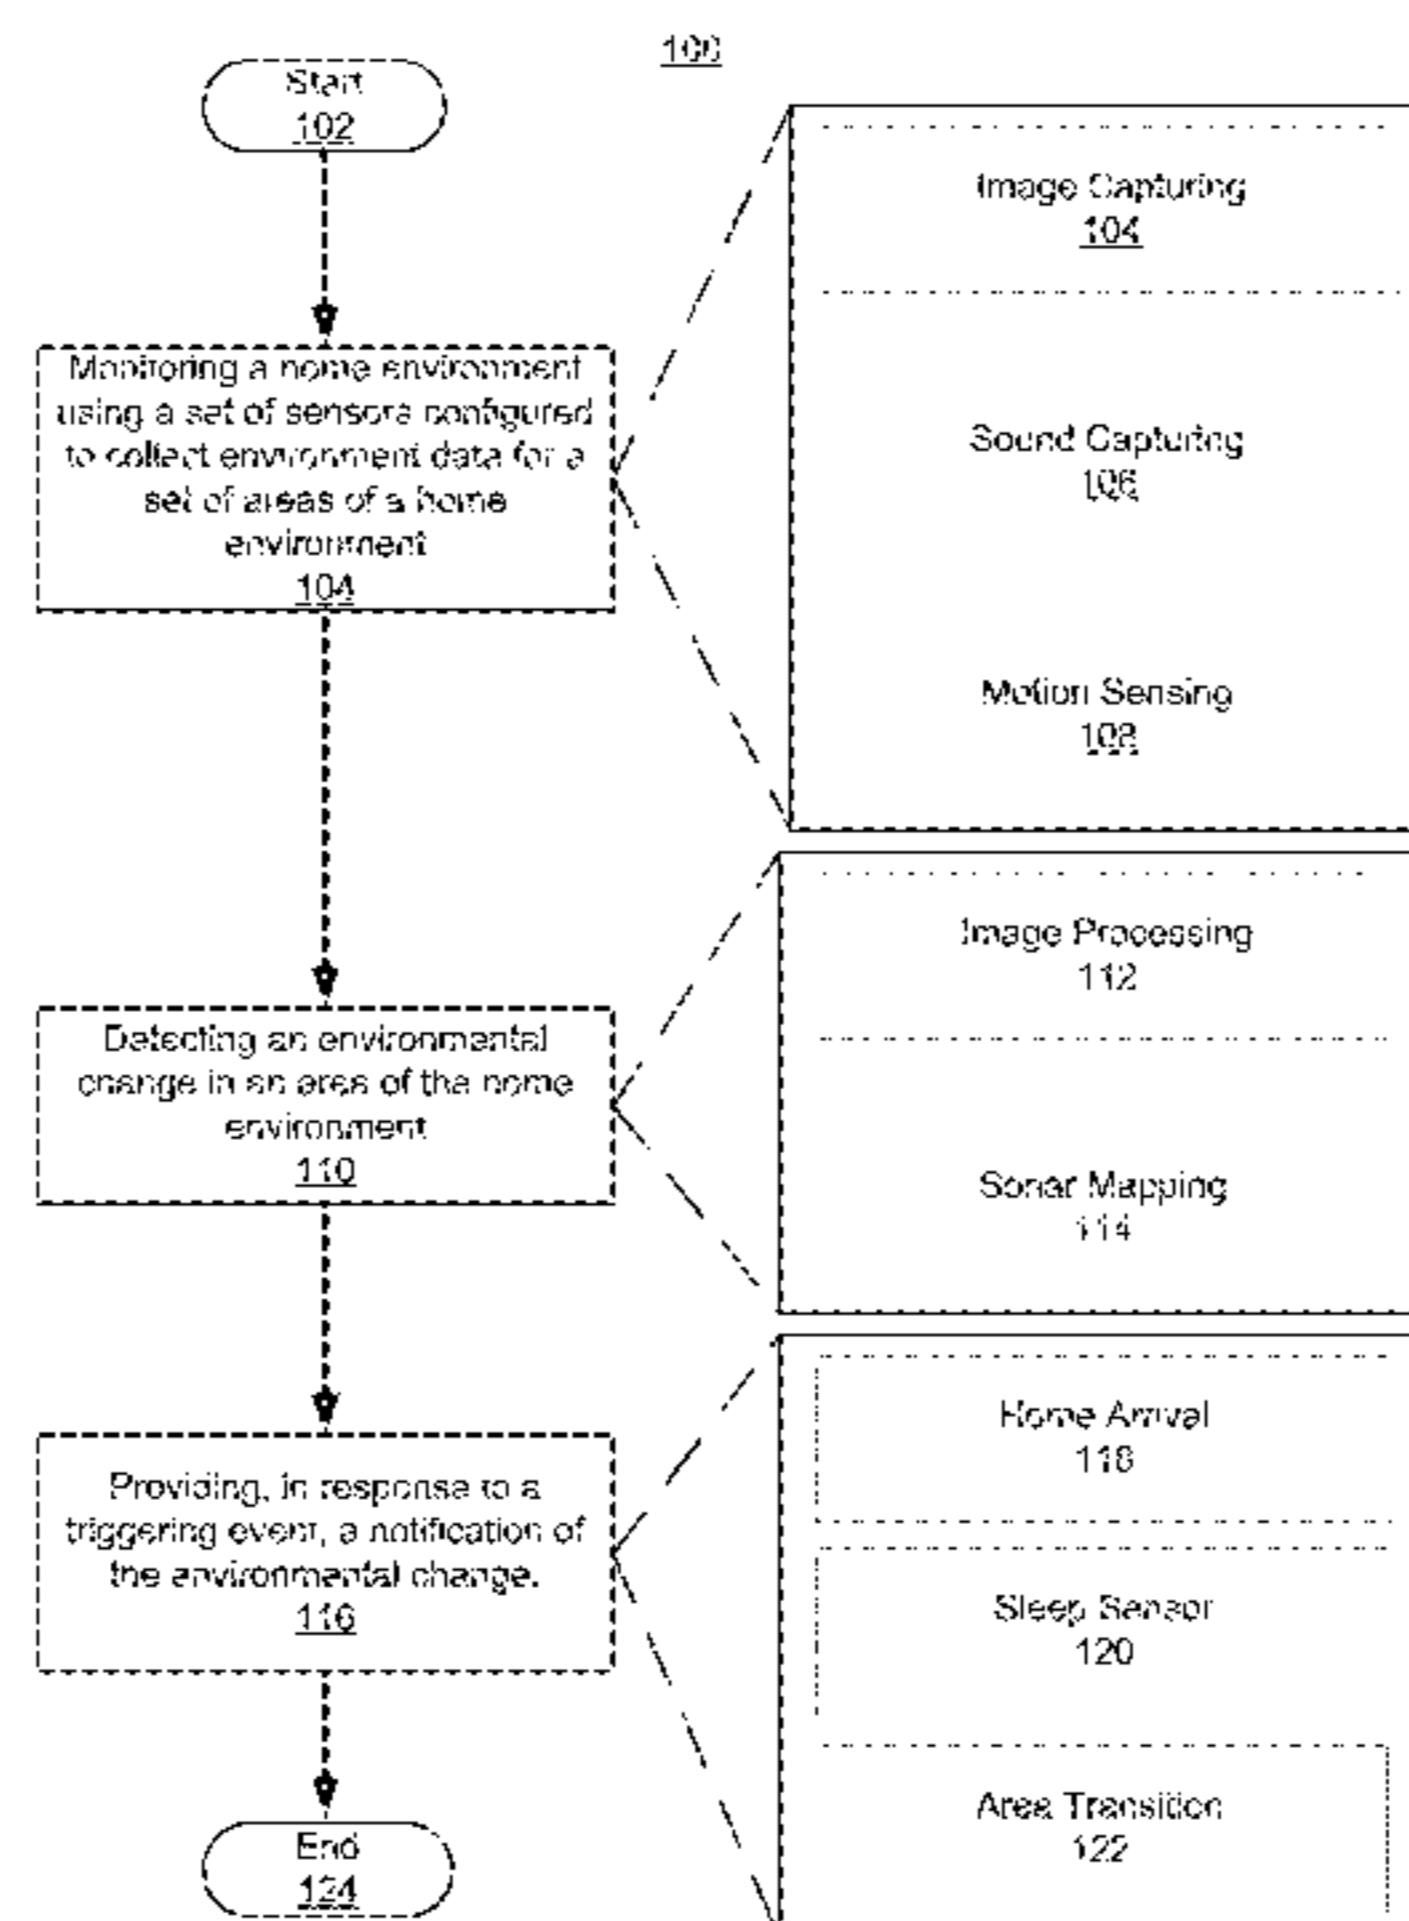 100
Start
102
Monitoring a home environment
using a set of sensors configured
to collect environment data for a
set of areas of a home
environment
104
Image Capturing
104
Sound Capturing
106
Motion Sensing
108
Detecting an environmental
change in an area of the home
environment
110
Image Processing
112
Sonar Mapping
114
Providing, in response to a
triggering event, a notification of
the environmental change.
116
Home Arrival
118
Sleep Sensor
120
Area Transition
122
End
124